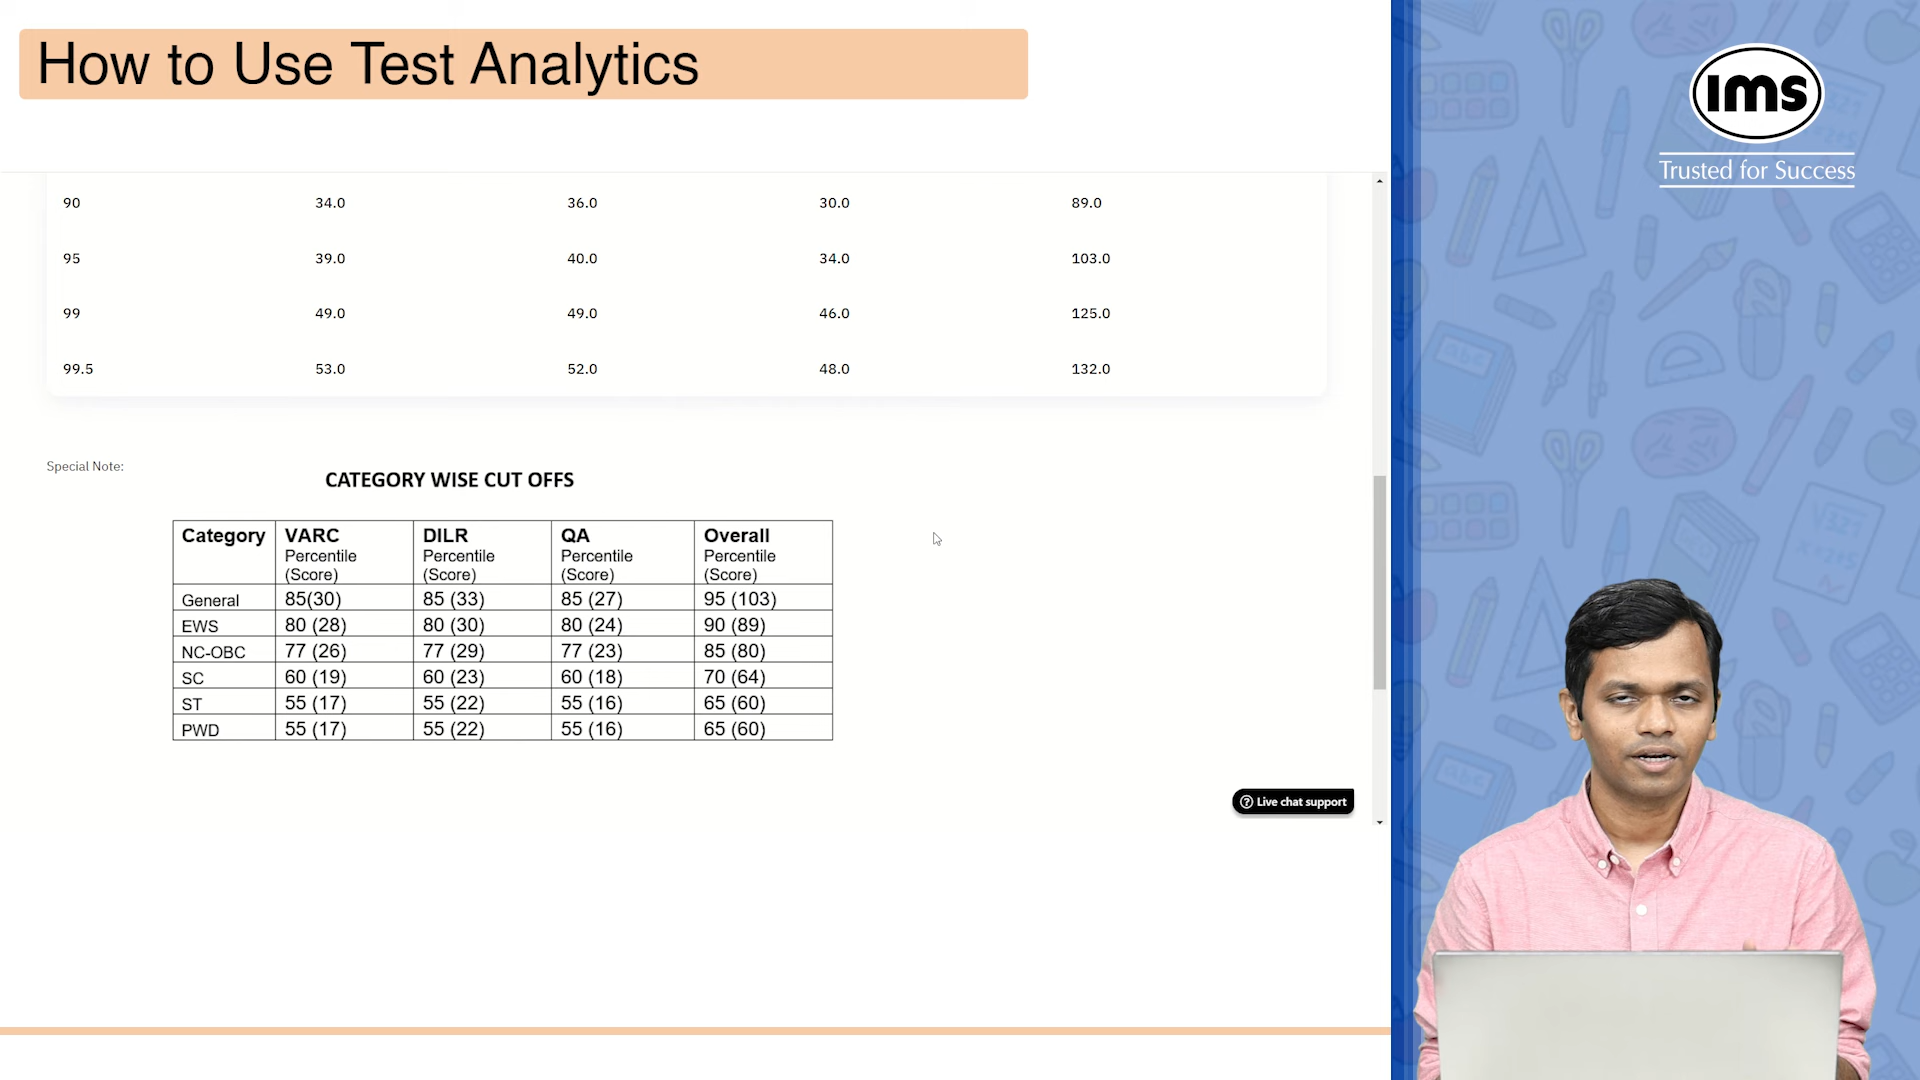 How to Use Test Analytics
ims
Trusted for Success
90 34.0 36.0 30.0 89.0
95 39.0 40.0 34.0 103.0
99 49.0 49.0 46.0 125.0
99.5 53.0 52.0 48.0 132.0
Special Note:
CATEGORY WISE CUT OFFS
Category VARC DILR QA Overall
Percentile Percentile Percentile Percentile
(Score) (Score) (Score) (Score)
General 85(30) 85 (33) 85 (27) 95 (103)
EWS 80 (28) 80 (30) 80 (24) 90 (89)
NC-OBC 77 (26) 77 (29) 77 (23) 85 (80)
SC 60 (19) 60 (23) 60 (18) 70 (64)
ST 55 (17) 55 (22) 55 (16) 65 (60)
PWD 55 (17) 55 (22) 55 (16) 65 (60)
Live chat support